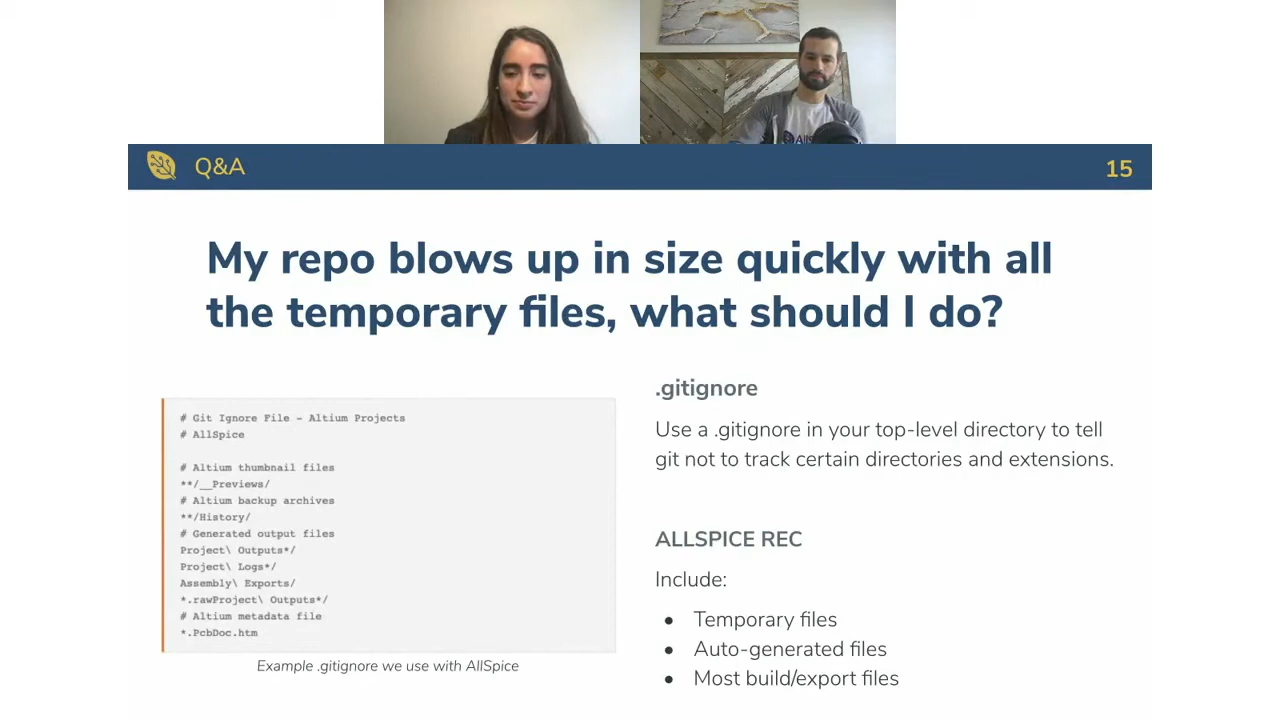 Q&A
15
My repo blows up in size quickly with all
the temporary files, what should I do?
# Git Ignore File - Altium Projects
# AllSpice
# Altium thumbnail files
**/__Previews/
# Altium backup archives
**/History/
# Generated output files
Project\ Outputs*/
Project\ Logs*/
Assembly\ Exports/
*.rawProject\ Outputs*/
# Altium metadata file
*.PcbDoc.htm
Example .gitignore we use with AllSpice
.gitignore
Use a .gitignore in your top-level directory to tell
git not to track certain directories and extensions.
ALLSPICE REC
Include:
• Temporary files
• Auto-generated files
• Most build/export files